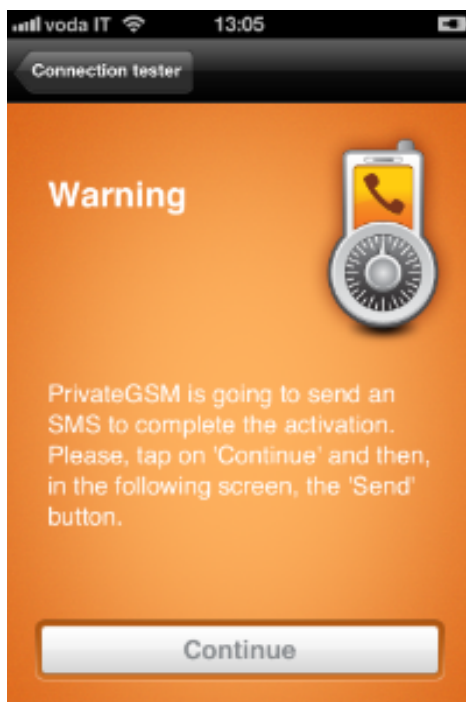 voda IT 13:05
Connection tester
Warning
PrivateGSM is going to send an
SMS to complete the activation.
Please, tap on 'Continue' and then,
in the following screen, the 'Send'
button.
Continue